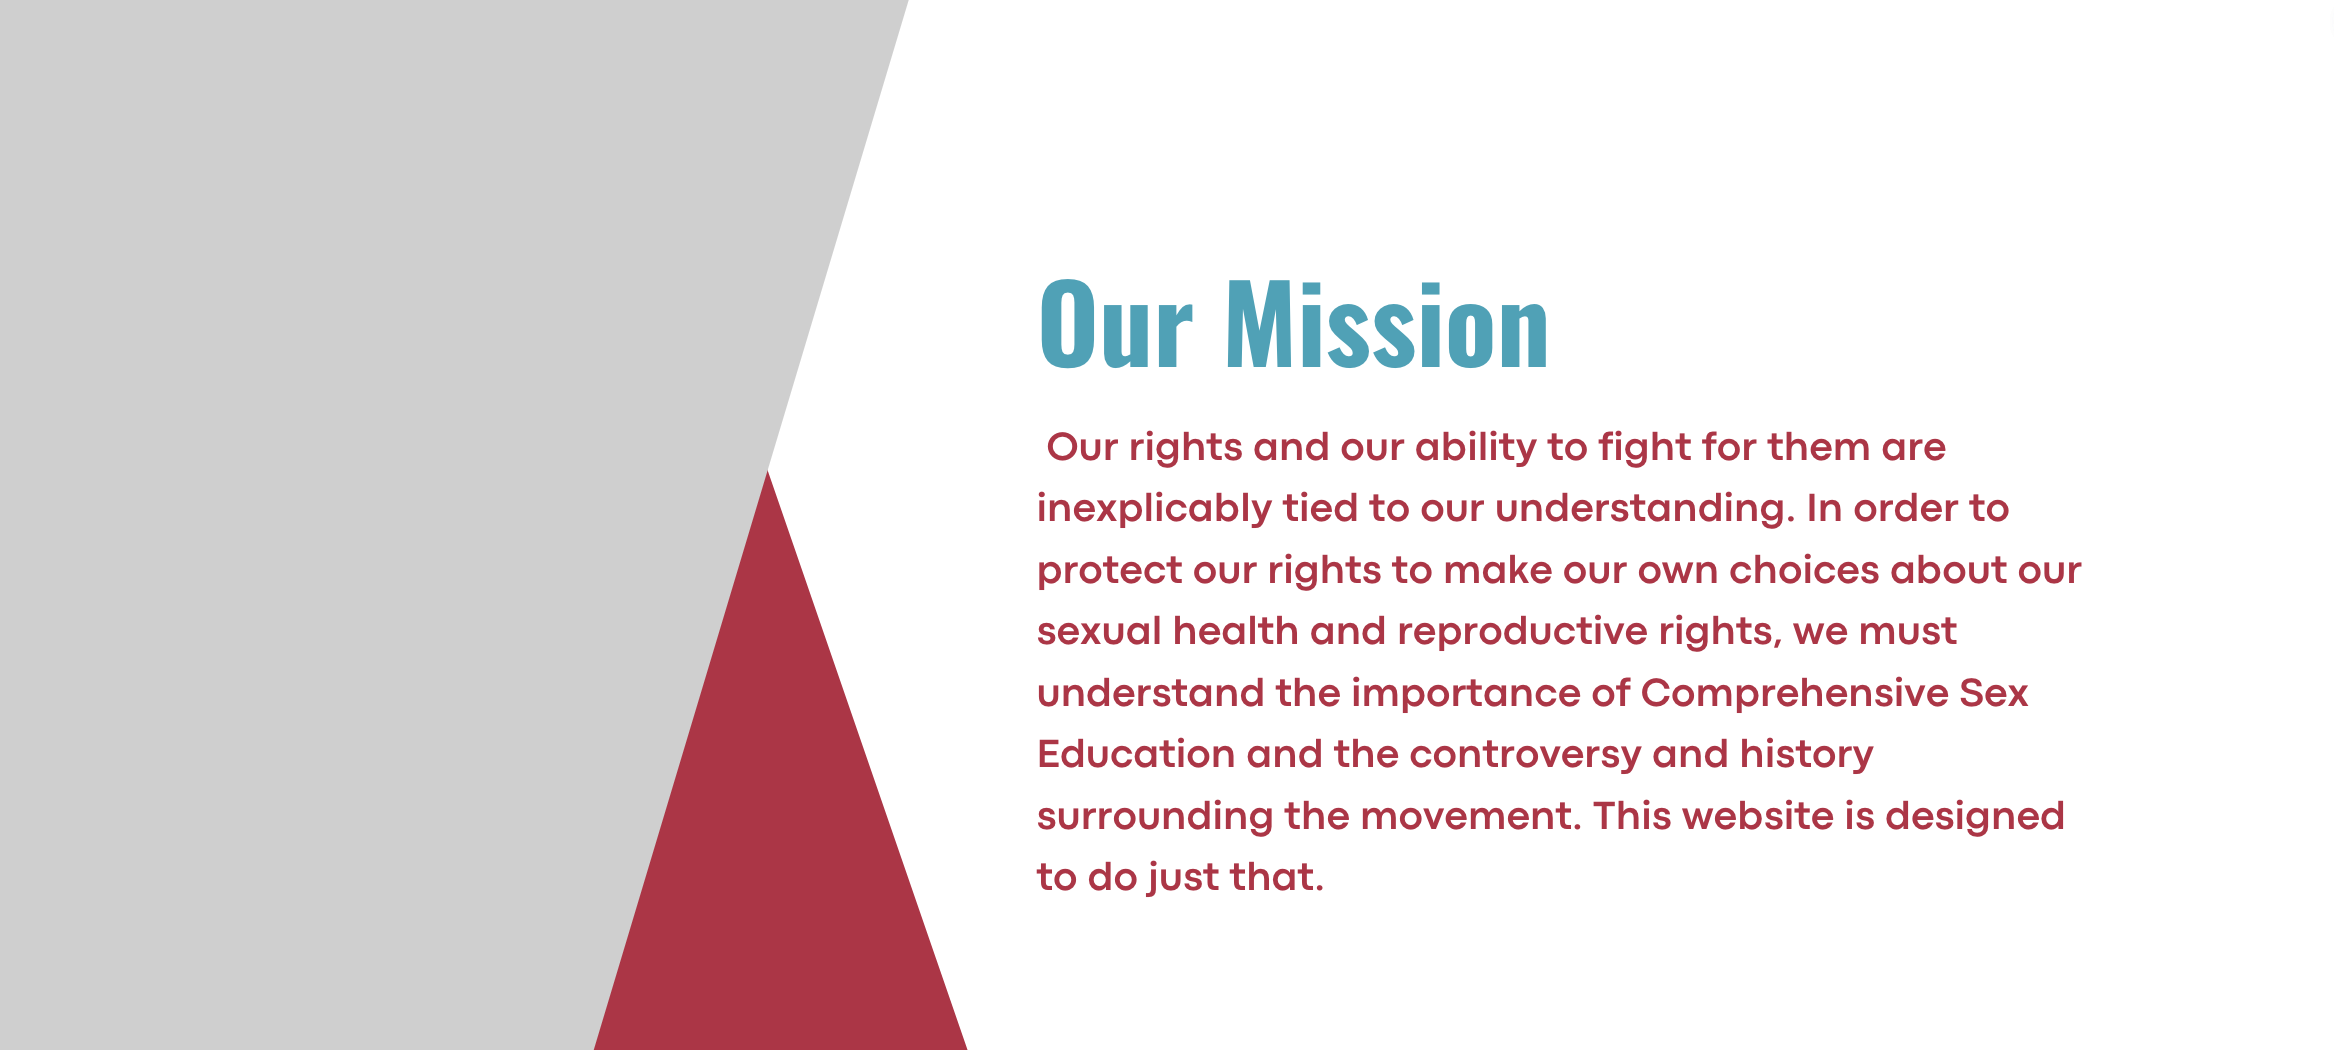 Our Mission
Our rights and our ability to fight for them are
inexplicably tied to our understanding. In order to
protect our rights to make our own choices about our
sexual health and reproductive rights, we must
understand the importance of Comprehensive Sex
Education and the controversy and history
surrounding the movement. This website is designed
to do just that.